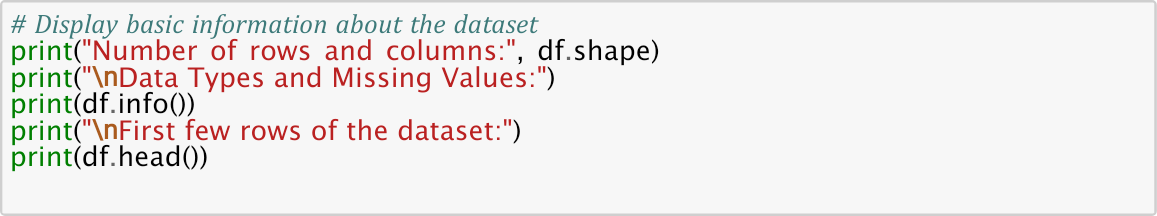 # Display basic information about the dataset
print("Number of rows and columns:", df.shape)
print("\nData Types and Missing Values:")
print(df.info())
print("\nFirst few rows of the dataset:")
print(df.head())